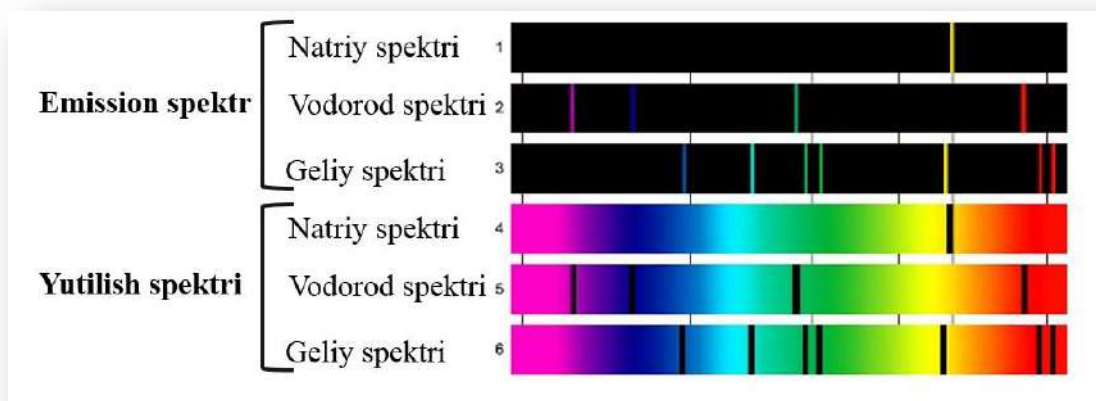 Natriy spektri 1
Emission spektr
Vodorod spektri 2
Geliy spektri 3
Natriy spektri 4
Yutilish spektri
Vodorod spektri 5
Geliy spektri 6